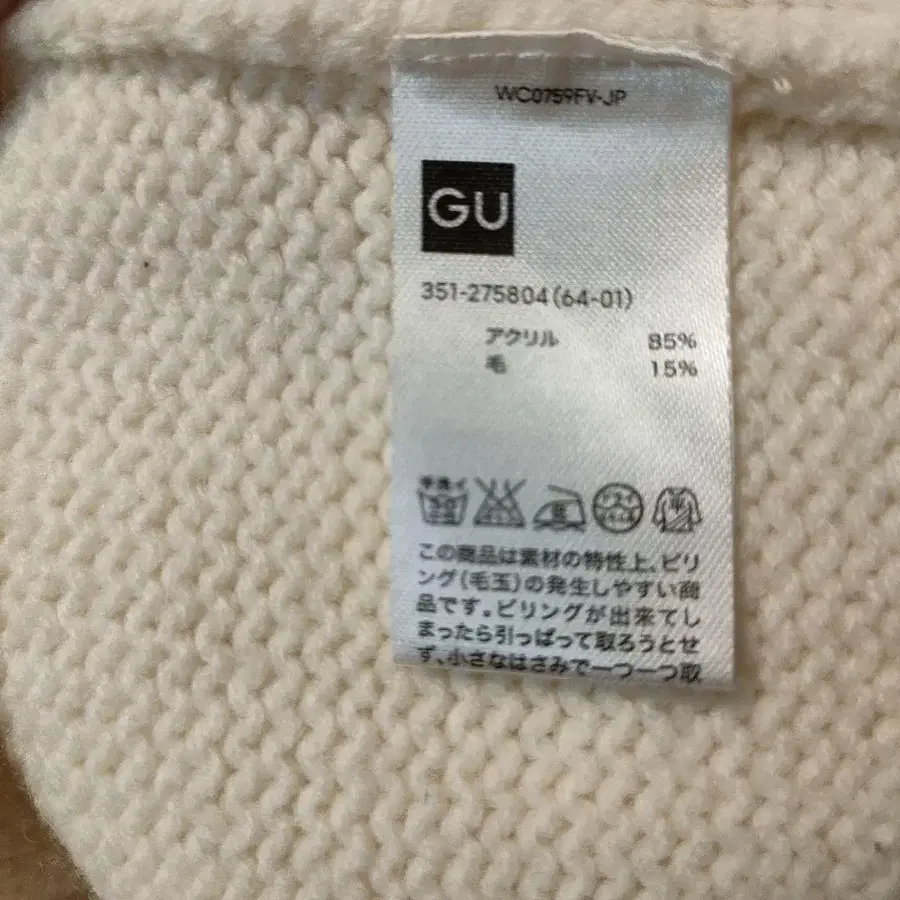 WC0759FV-JP
GU
351-275804(64-01)
アクリル 85%
毛 15%
手洗イ
この商品は素材の特性上、ピリ
ング(毛玉)の発生しやすい商
品です。ピリングが出来てし
まったら引っぱって取ろうとせ
ず、小さなはさみで一つ一つ取